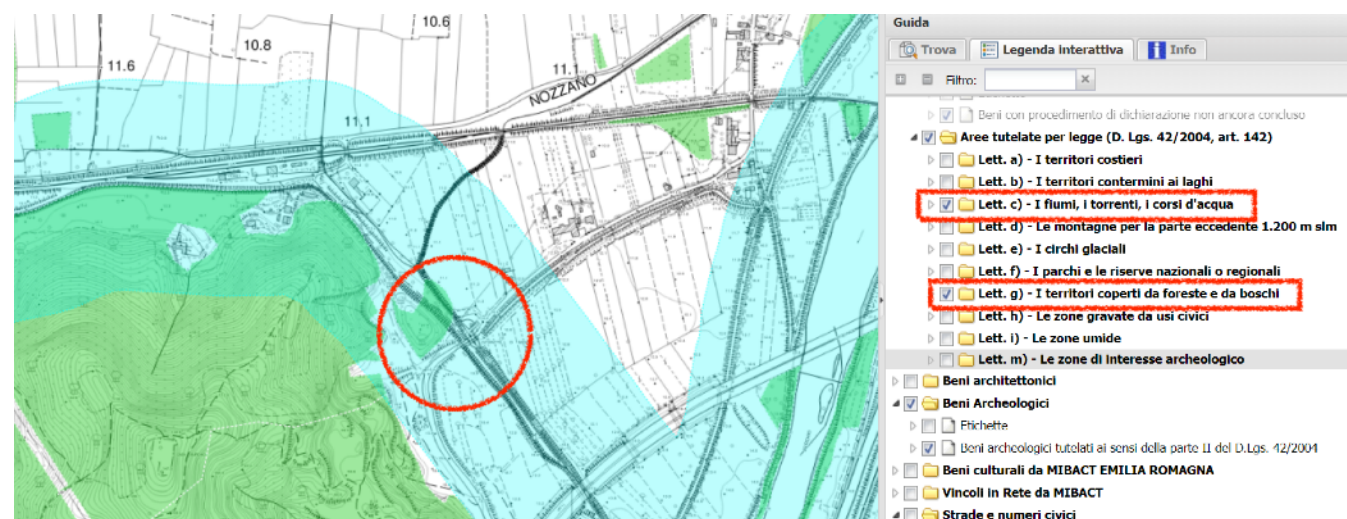 10.6
10.8
11.6
11.1
NOZZANO
11.1
Guida
Trova
Legenda interattiva
Info
Filtro:
Beni con procedimento di dichiarazione non ancora concluso
Aree tutelate per legge (D. Lgs. 42/2004, art. 142)
Lett. a) - I territori costieri
Lett. b) - I territori contermini ai laghi
Lett. c) - I fiumi, i torrenti, i corsi d'acqua
Lett. d) - Le montagne per la parte eccedente 1.200 m slm
Lett. e) - I circhi glaciali
Lett. f) - I parchi e le riserve nazionali o regionali
Lett. g) - I territori coperti da foreste e da boschi
Lett. h) - Le zone gravate da usi civici
Lett. i) - Le zone umide
Lett. m) - Le zone di interesse archeologico
Beni architettonici
Beni Archeologici
Etichette
Beni archeologici tutelati ai sensi della parte II del D.Lgs. 42/2004
Beni culturali da MIBACT EMILIA ROMAGNA
Vincoli in Rete da MIBACT
Strade e numeri civici